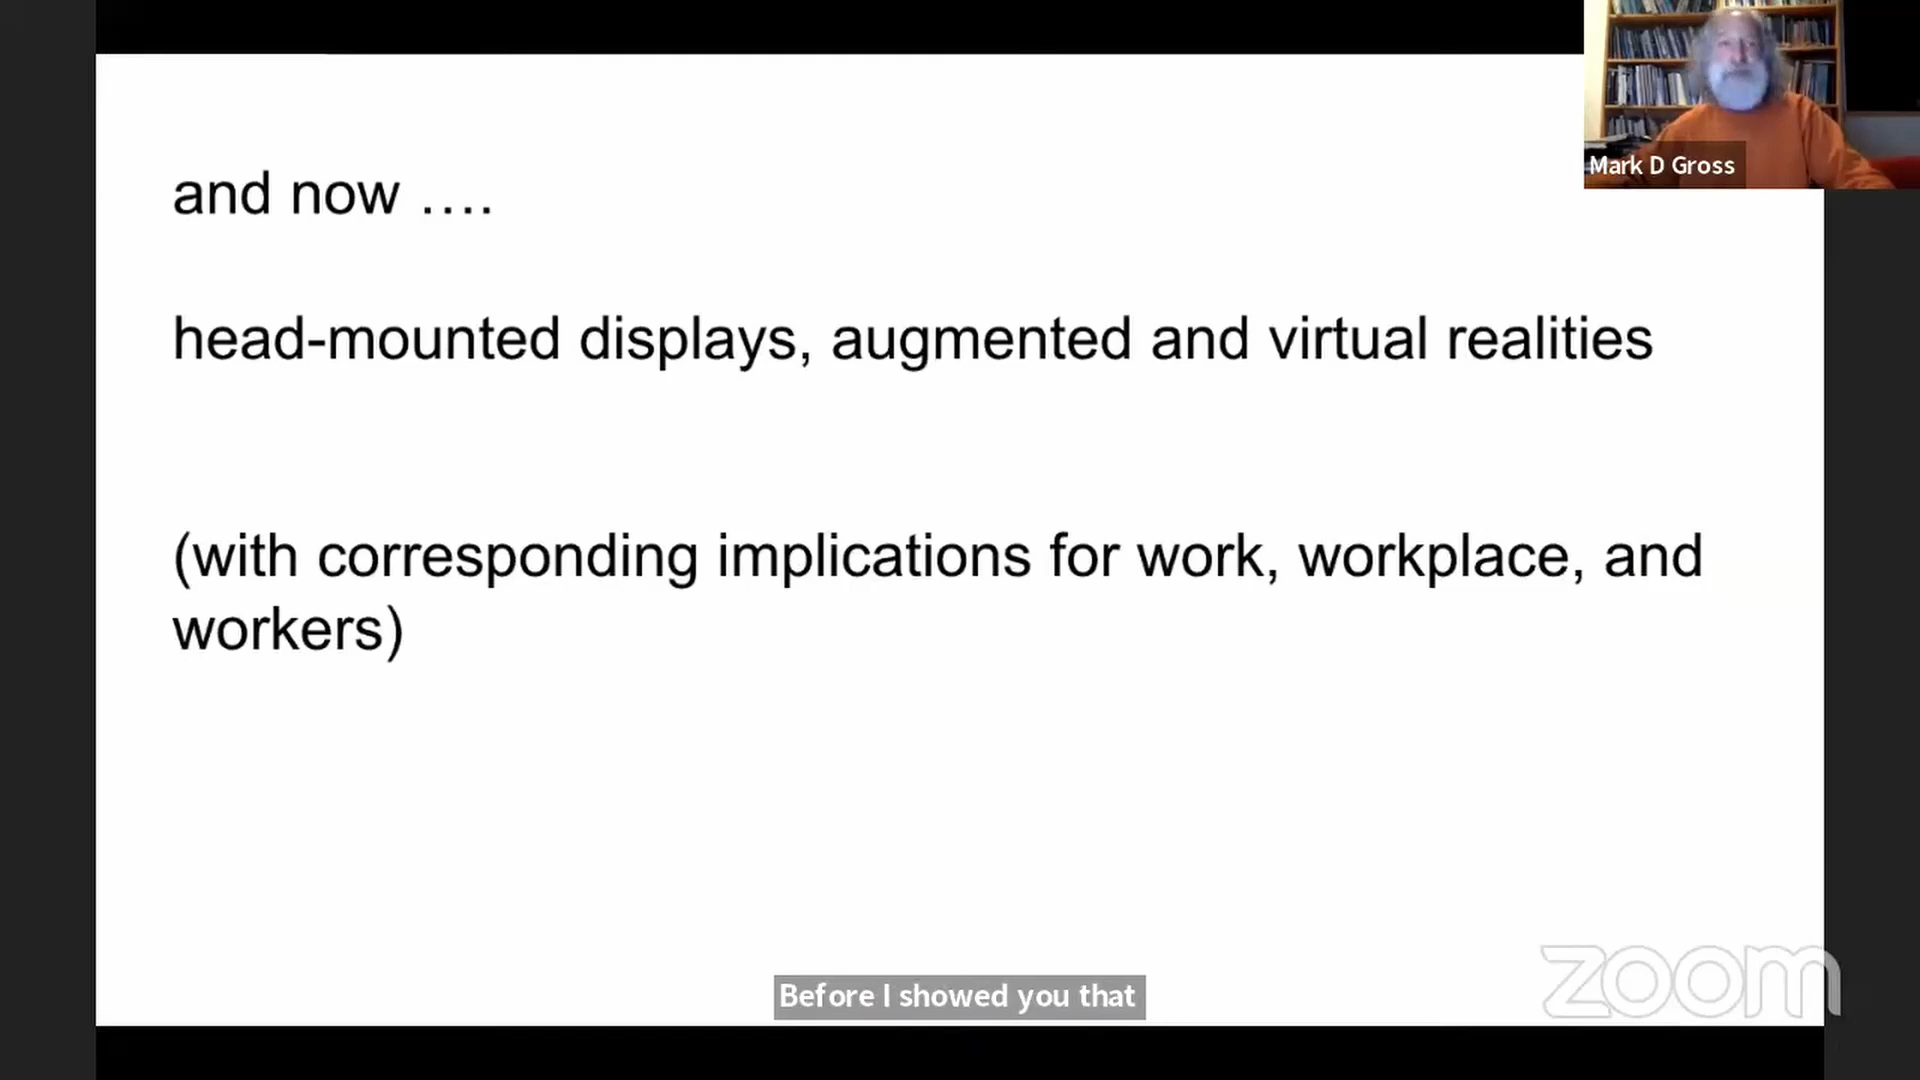 Mark D Gross
and now ....
head-mounted displays, augmented and virtual realities
(with corresponding implications for work, workplace, and
workers)
Before I showed you that
zoom